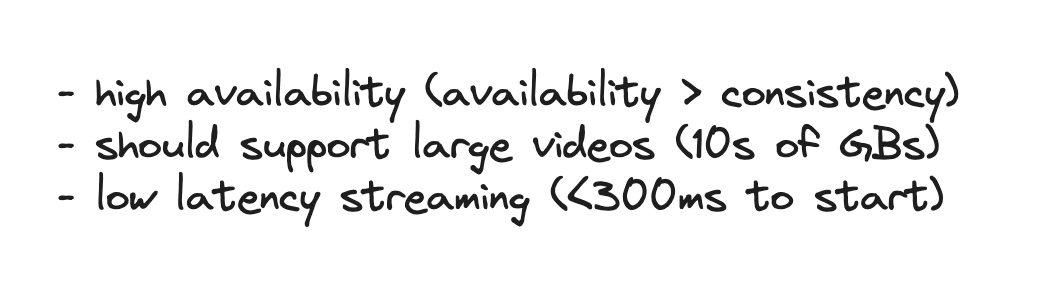 - high availability (availability > consistency)
- should support large videos (10s of GBs)
- low latency streaming (<300ms to start)